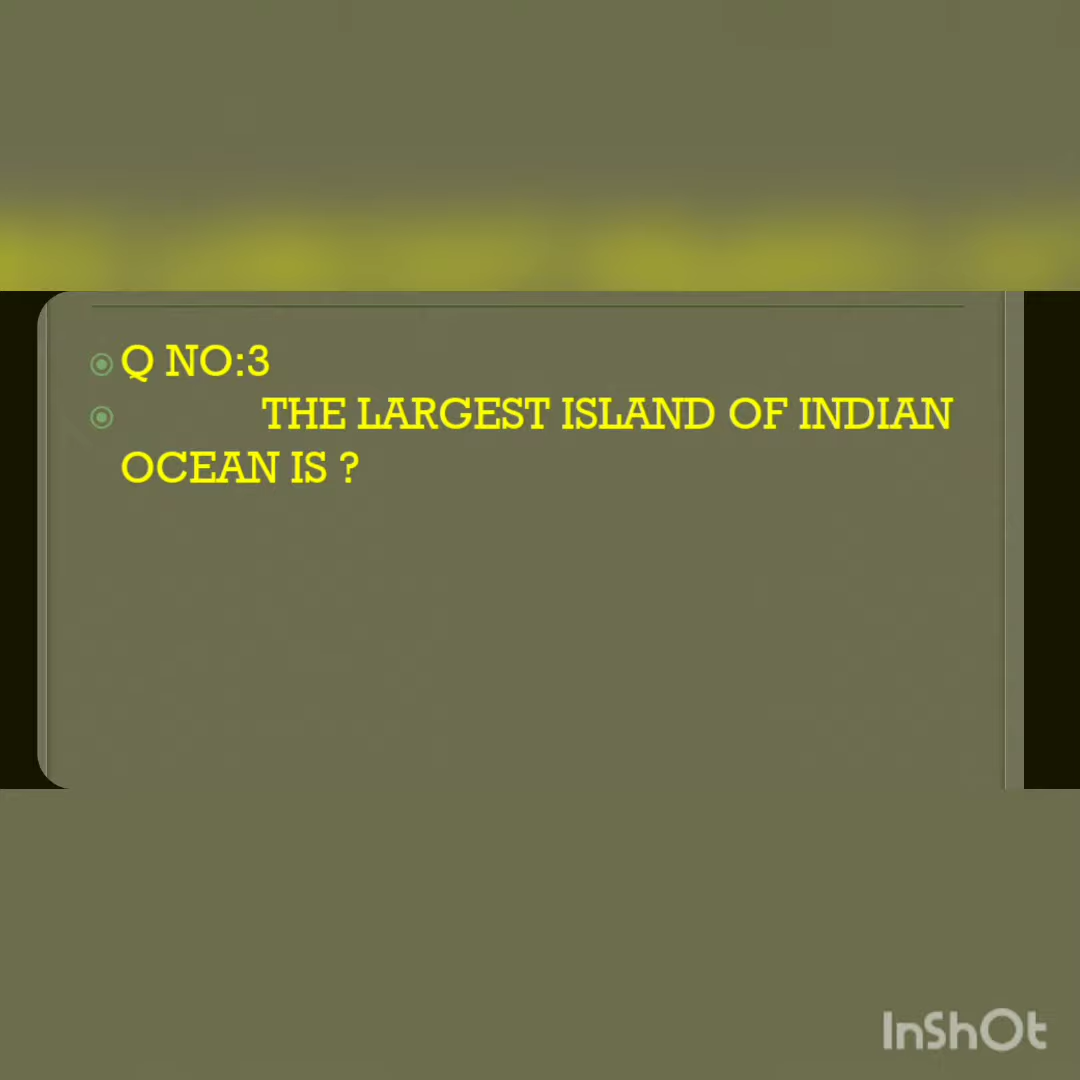 Q NO:3
THE LARGEST ISLAND OF INDIAN
OCEAN IS ?
InShOt